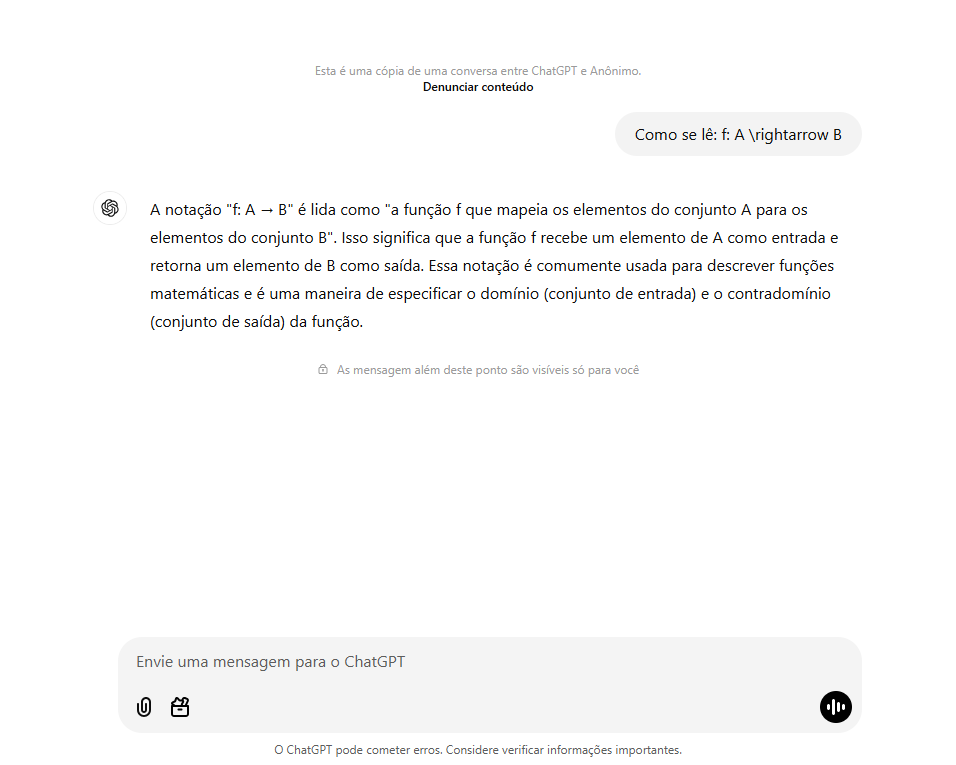 Esta é uma cópia de uma conversa entre ChatGPT e Anônimo.
Denunciar conteúdo
Como se lê: f: A \rightarrow B
A notação "f: A → B" é lida como "a função f que mapeia os elementos do conjunto A para os
elementos do conjunto B". Isso significa que a função f recebe um elemento de A como entrada e
retorna um elemento de B como saída. Essa notação é comumente usada para descrever funções
matemáticas e é uma maneira de especificar o domínio (conjunto de entrada) e o contradomínio
(conjunto de saída) da função.
As mensagem além deste ponto são visíveis só para você
Envie uma mensagem para o ChatGPT
O ChatGPT pode cometer erros. Considere verificar informações importantes.